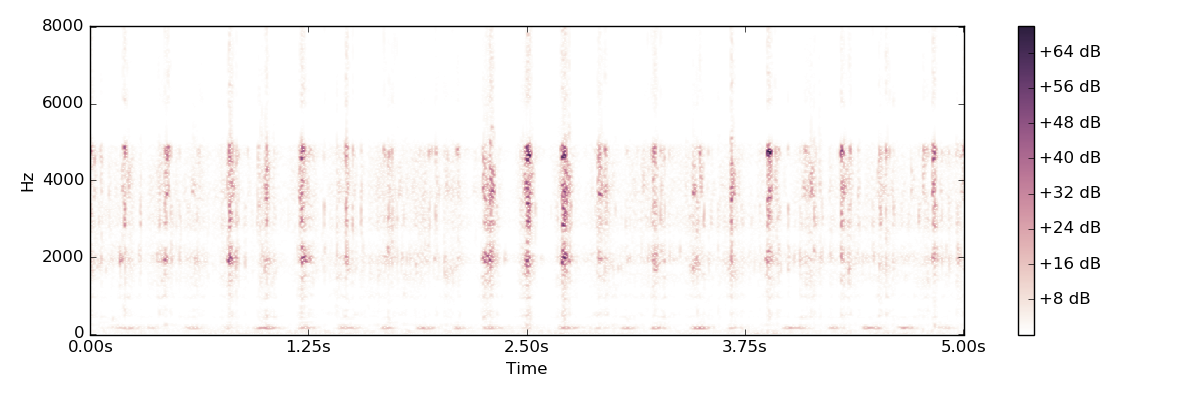 8000
6000
4000
2000
0
Hz
0.00s 1.25s 2.50s 3.75s 5.00s
Time
+64 dB
+56 dB
+48 dB
+40 dB
+32 dB
+24 dB
+16 dB
+8 dB